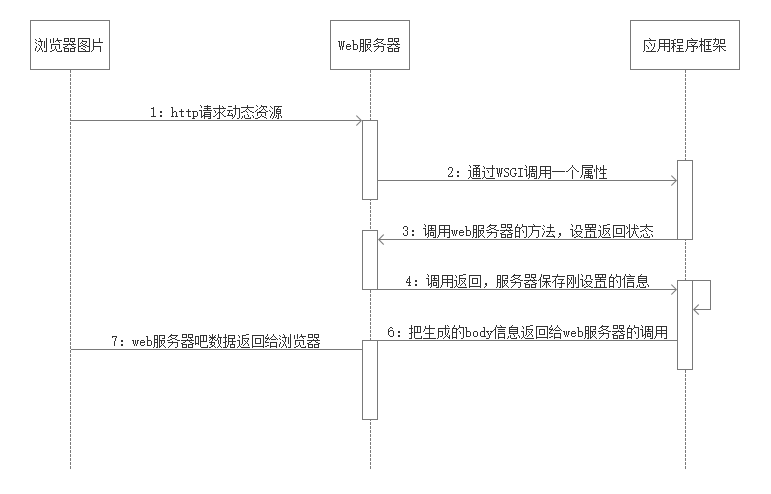 浏览器图片
Web服务器
应用程序框架
1: http请求动态资源
2: 通过WSGI调用一个属性
3: 调用web服务器的方法，设置返回状态
4: 调用返回，服务器保存刚设置的信息
6: 把生成的body信息返回给web服务器的调用
7: web服务器吧数据返回给浏览器